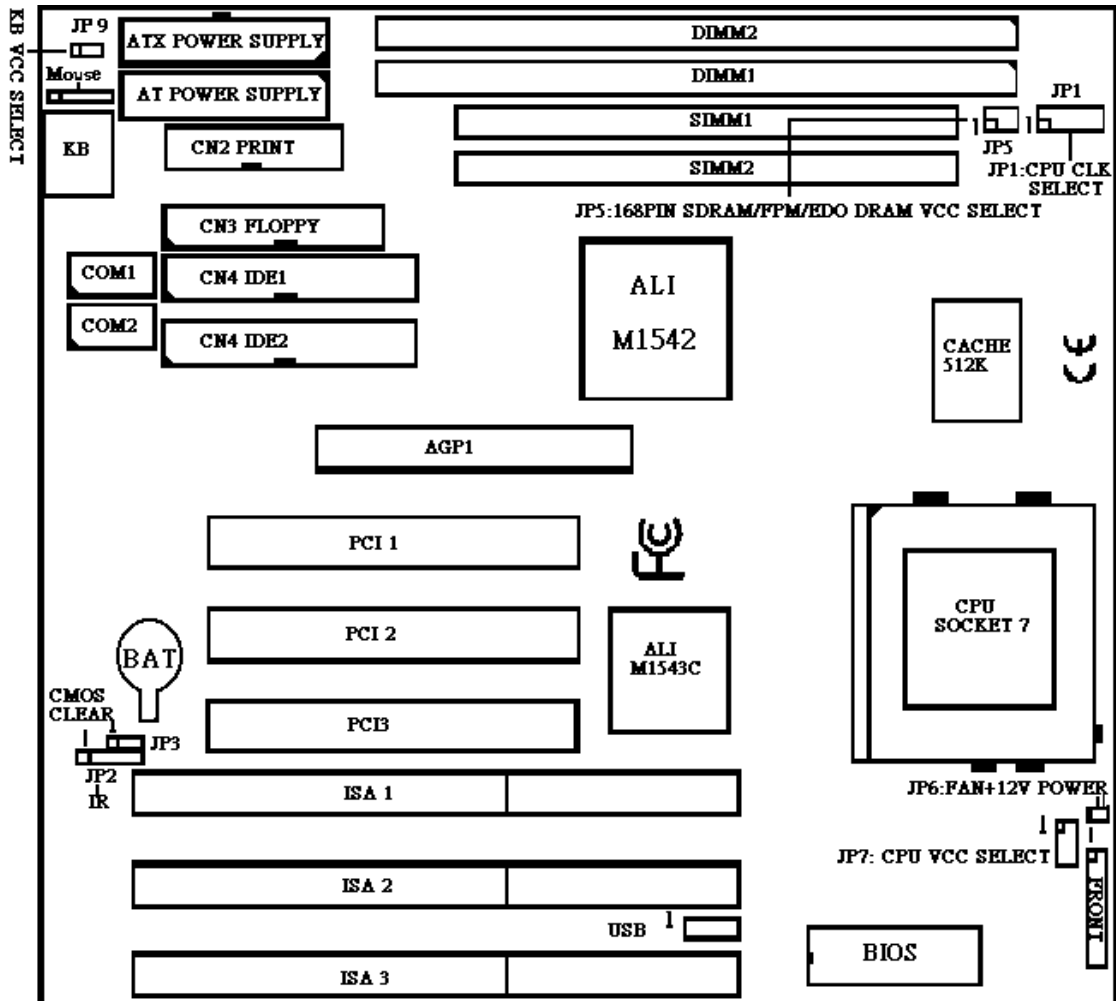 KB VCC SELECT
JP 9
Mouse
KB
ATX POWER SUPPLY
AT POWER SUPPLY
CN2 PRINT
DIMM2
DIMM1
SIMM1
SIMM2
1
JP5
1
JP1
JP1:CPU CLK
SELECT
JP5:168PIN SDRAM/FPM/EDO DRAM VCC SELECT
CN3 FLOPPY
COM1
CN4 IDE1
COM2
CN4 IDE2
ALI
M1542
CACHE
512K
CE
AGP1
PCI 1
PCI 2
PCI3
ALI
M1543C
CPU
SOCKET 7
BAT
CMOS
CLEAR
1
JP3
1
JP2
IR
ISA 1
ISA 2
ISA 3
JP6:FAN+12V POWER
1
JP7: CPU VCC SELECT
1
FRONT
USB
1
BIOS